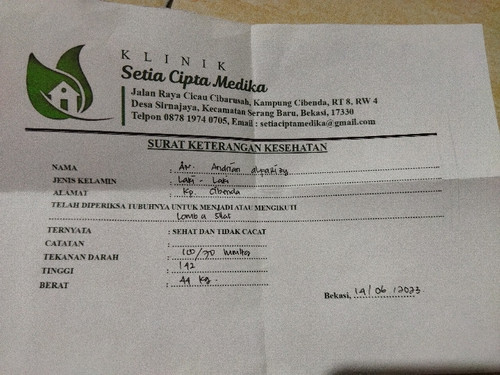 KLINIK
Setia Cipta Medika
Jalan Raya Cicau Cibarusah, Kampung Cibenda, RT 8, RW 4
Desa Sirnajaya, Kecamatan Serang Baru, Bekasi, 17330
Telpon 0878 1974 0705, Email : setiaciptamedika@gmail.com
SURAT KETERANGAN KESEHATAN
NAMA : An. Andrian
JENIS KELAMIN : Laki - Laki
ALAMAT : Kp. Cibenda
TELAH DIPERIKSA TUBUHNYA UNTUK MENJADI ATAU MENGIKUTI
Lomba Silat
TERNYATA : SEHAT DAN TIDAK CACAT
CATATAN :
TEKANAN DARAH : 110/70 mmHg
TINGGI : 142
BERAT : 44 Kg.
Bekasi, 14/06/2023